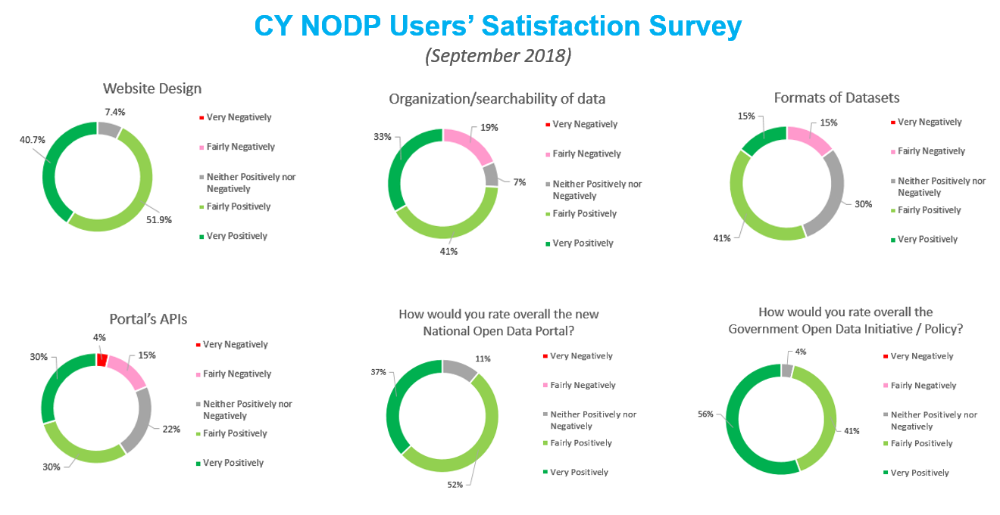 CY NODP Users’ Satisfaction Survey
(September 2018)
Website Design
7.4%
40.7%
51.9%
Very Negatively
Fairly Negatively
Neither Positively nor
Negatively
Fairly Positively
Very Positively
Organization/searchability of data
33%
19%
7%
41%
Very Negatively
Fairly Negatively
Neither Positively nor
Negatively
Fairly Positively
Very Positively
Formats of Datasets
15%
15%
30%
41%
Very Negatively
Fairly Negatively
Neither Positively nor
Negatively
Fairly Positively
Very Positively
Portal’s APIs
4%
30%
15%
22%
30%
Very Negatively
Fairly Negatively
Neither Positively nor
Negatively
Fairly Positively
Very Positively
How would you rate overall the new
National Open Data Portal?
11%
37%
52%
Very Negatively
Fairly Negatively
Neither Positively nor
Negatively
Fairly Positively
Very Positively
How would you rate overall the
Government Open Data Initiative / Policy?
4%
56%
41%
Very Negatively
Fairly Negatively
Neither Positively nor
Negatively
Fairly Positively
Very Positively